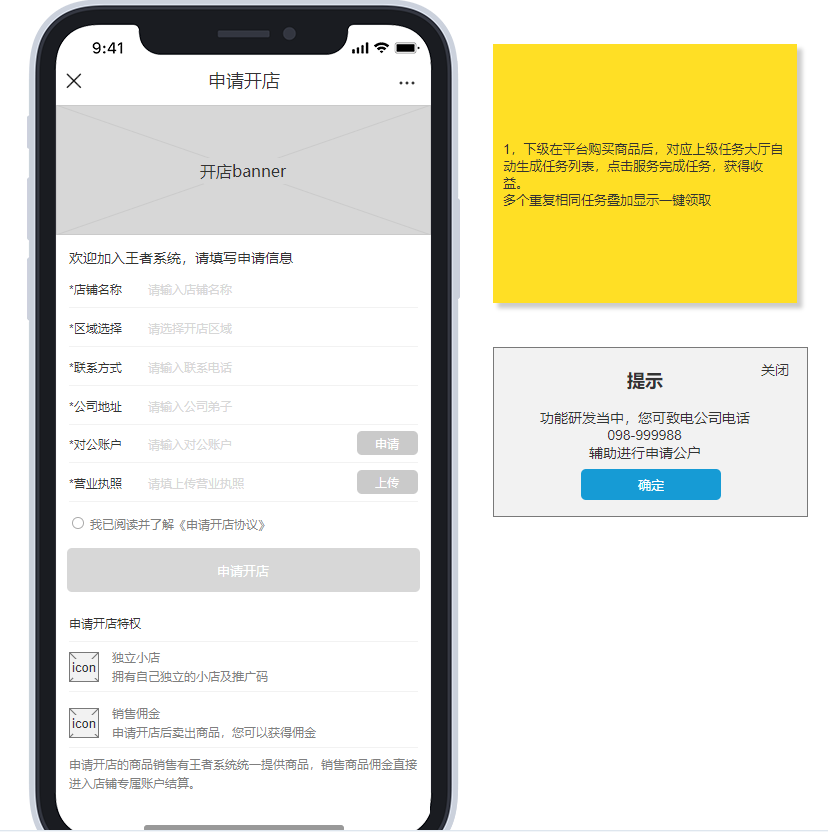 9:41
申请开店
开店banner
欢迎加入王者系统，请填写申请信息
*店铺名称 请输入店铺名称
*区域选择 请选择开店区域
*联系方式 请输入联系电话
*公司地址 请输入公司弟子
*对公账户 请输入对公账户 申请
*营业执照 请填上传营业执照 上传
我已阅读并了解《申请开店协议》
申请开店
申请开店特权
icon
独立小店
拥有自己独立的小店及推广码
icon
销售佣金
申请开店后卖出商品，您可以获得佣金
申请开店的商品销售有王者系统统一提供商品，销售商品佣金直接
进入店铺专属账户结算。
1，下级在平台购买商品后，对应上级任务大厅自
动生成任务列表，点击服务完成任务，获得收
益。
多个重复相同任务叠加显示一键领取
关闭
提示
功能研发当中，您可致电公司电话
098-999988
辅助进行申请公户
确定